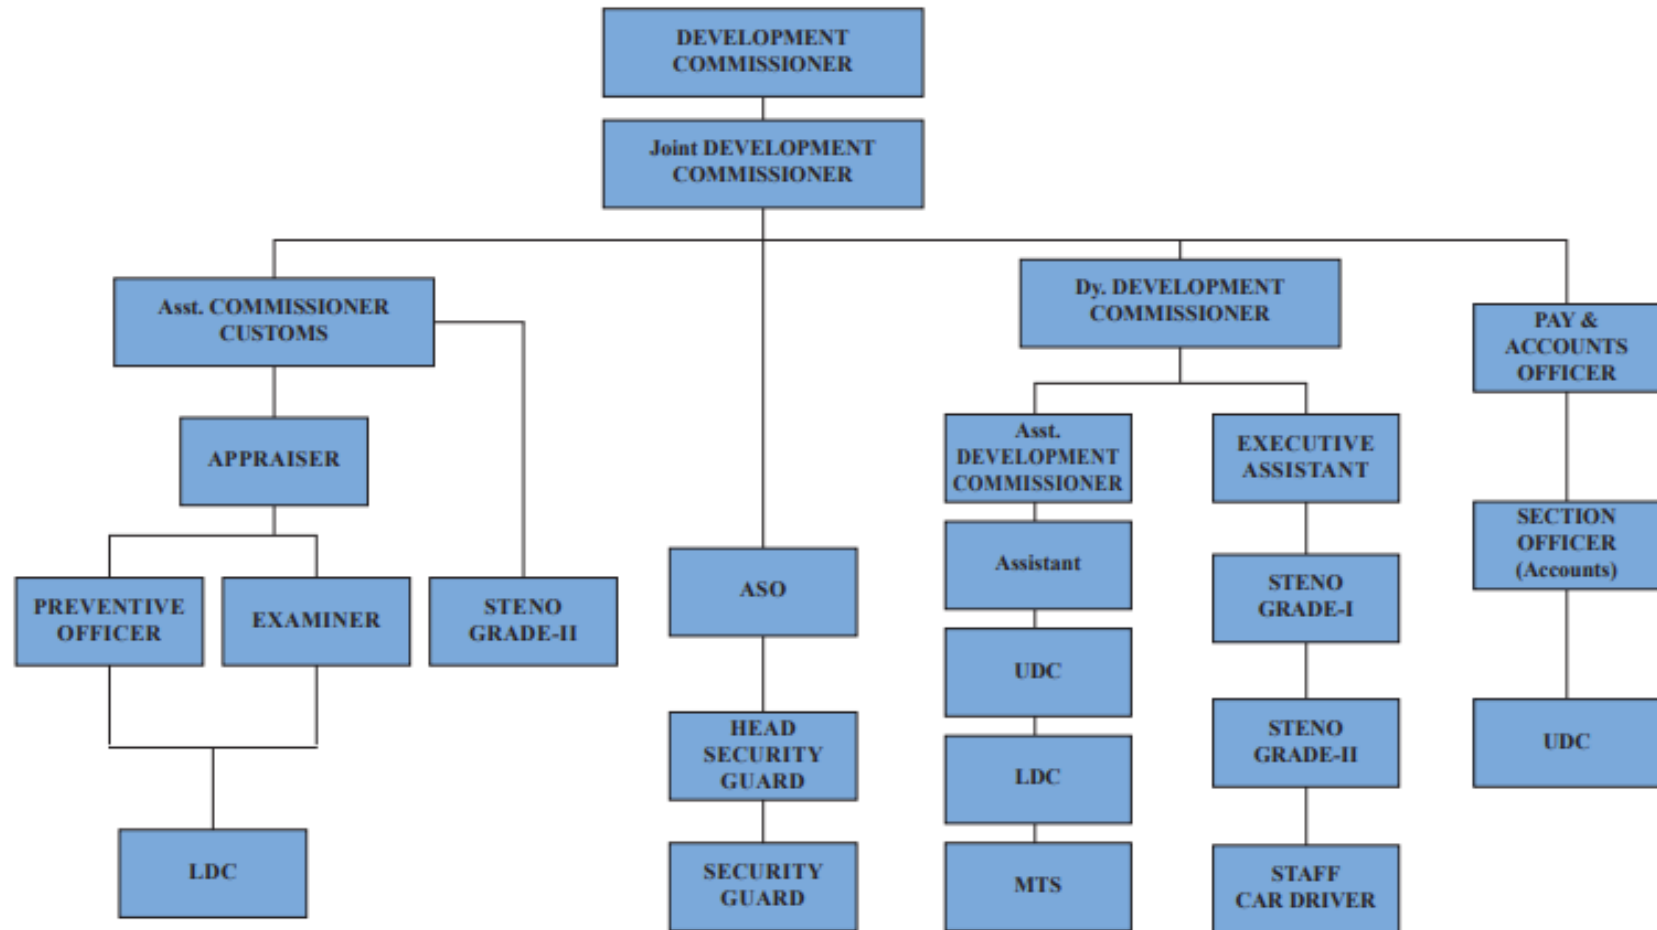 DEVELOPMENT
COMMISSIONER
Joint DEVELOPMENT
COMMISSIONER
Asst. COMMISSIONER
CUSTOMS
APPRAISER
PREVENTIVE
OFFICER
EXAMINER
STENO
GRADE-II
LDC
ASO
HEAD
SECURITY
GUARD
SECURITY
GUARD
Dy. DEVELOPMENT
COMMISSIONER
Asst.
DEVELOPMENT
COMMISSIONER
Assistant
UDC
LDC
MTS
EXECUTIVE
ASSISTANT
STENO
GRADE-I
STENO
GRADE-II
STAFF
CAR DRIVER
PAY &
ACCOUNTS
OFFICER
SECTION
OFFICER
(Accounts)
UDC